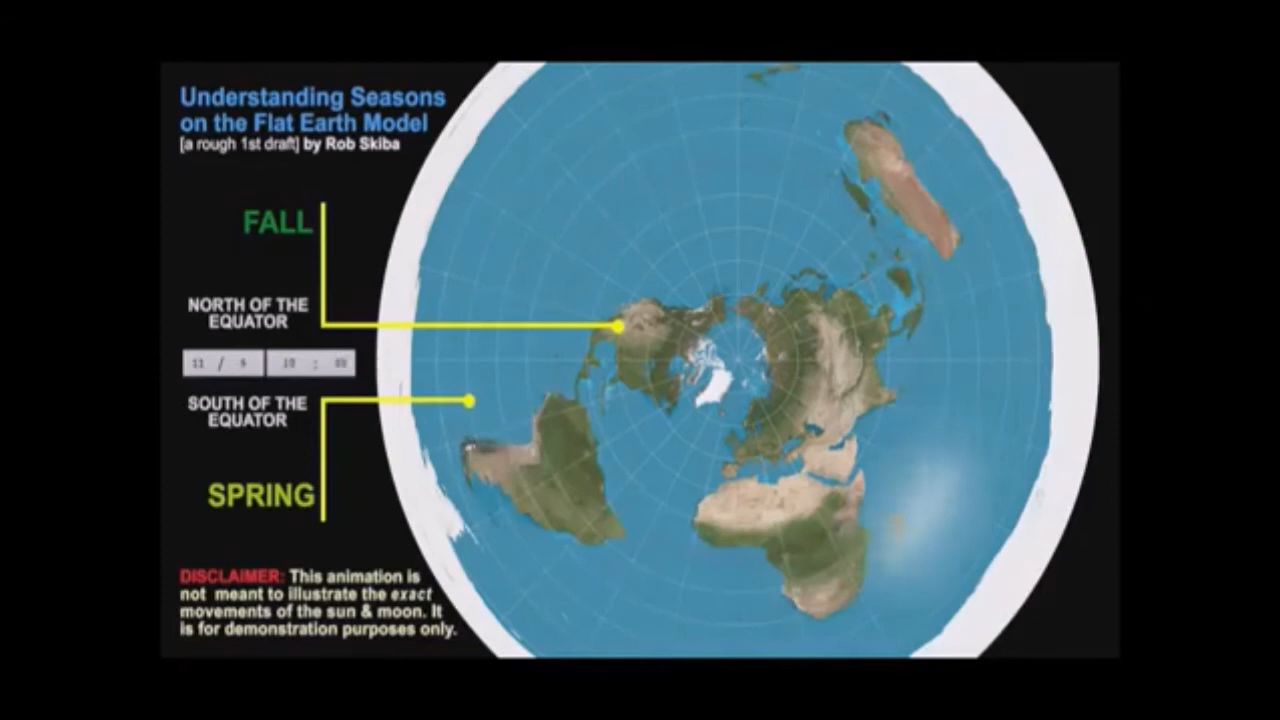 Understanding Seasons
on the Flat Earth Model
[a rough 1st draft] by Rob Skiba
FALL
NORTH OF THE
EQUATOR
11 / 
SOUTH OF THE
EQUATOR
SPRING
DISCLAIMER: This animation is
not meant to illustrate the exact
movements of the sun & moon. It
is for demonstration purposes only.